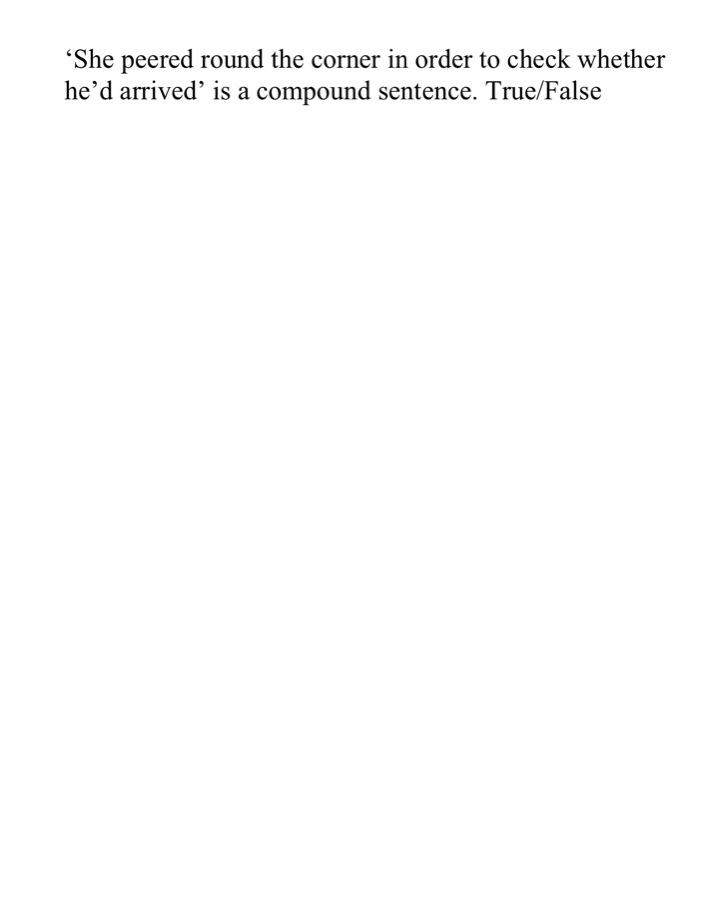 ‘She peered round the corner in order to check whether
he’d arrived’ is a compound sentence. True/False